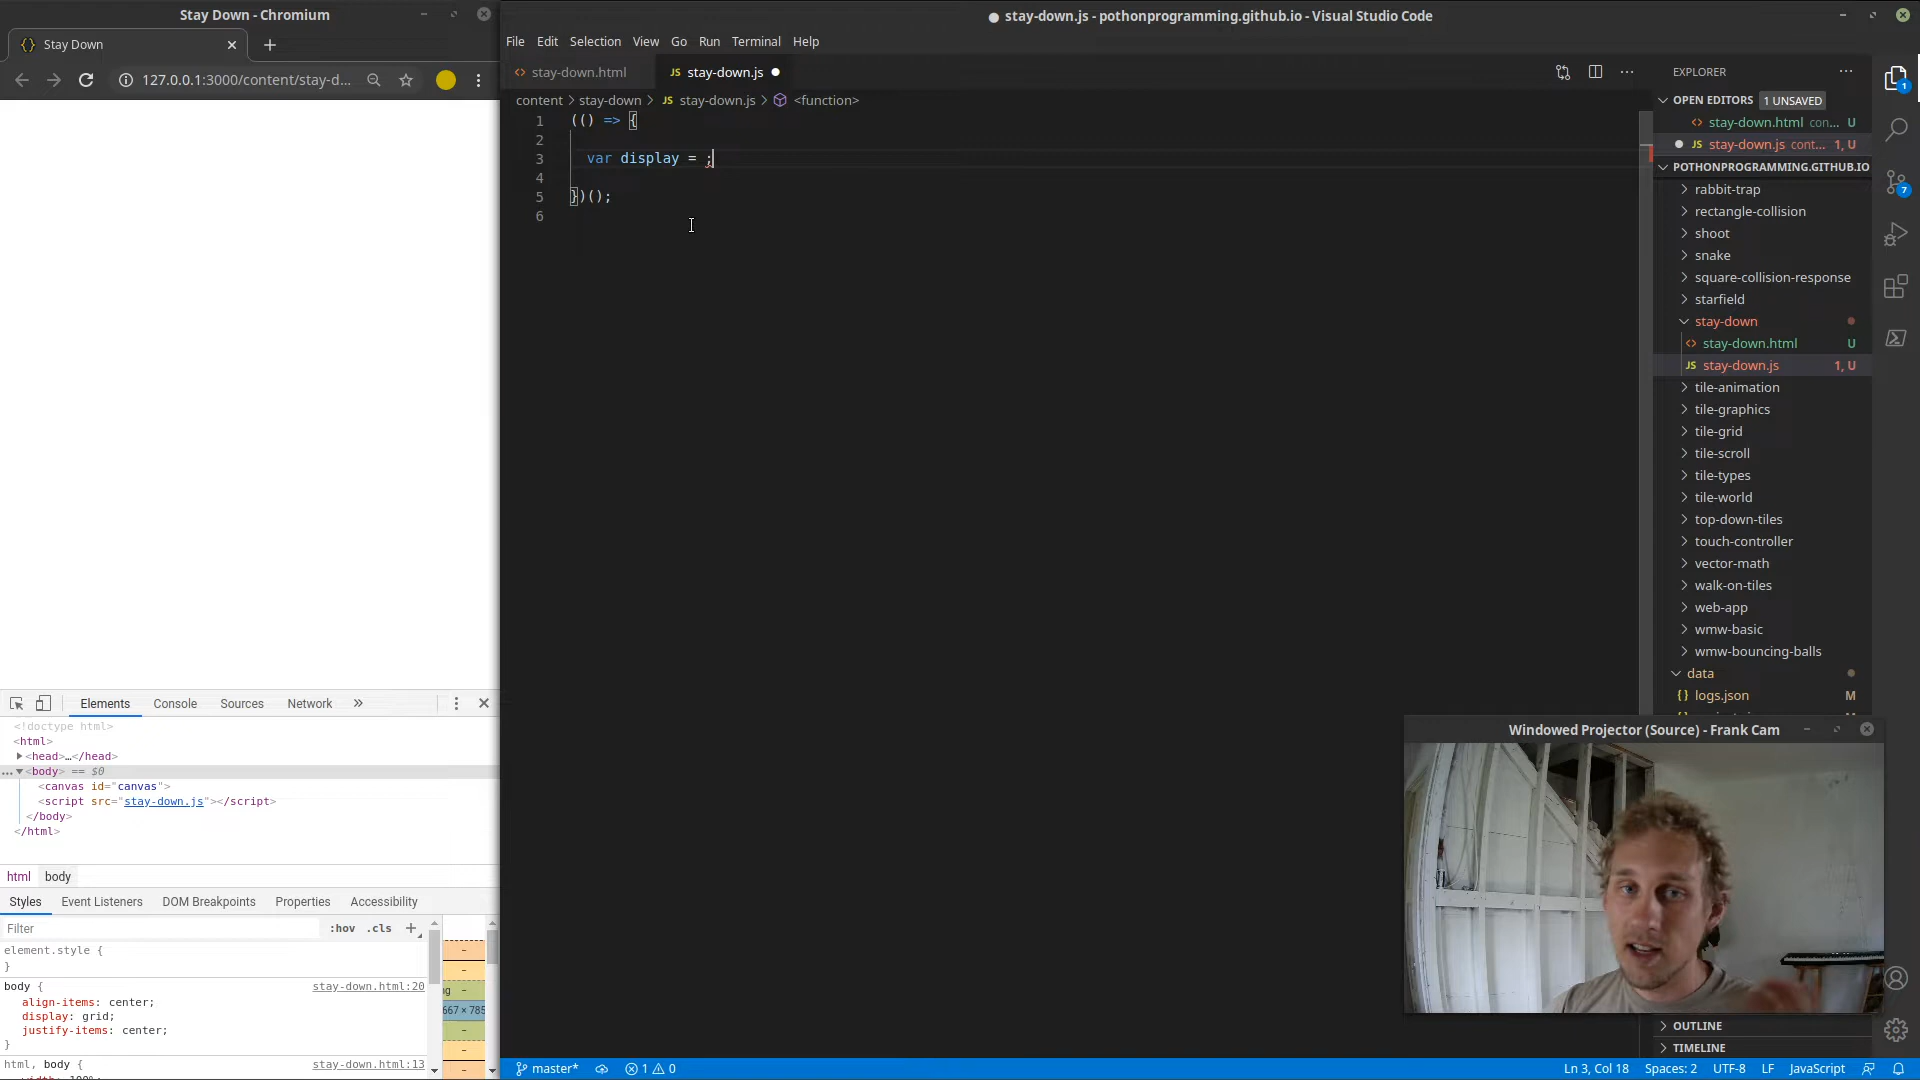 Stay Down - Chromium
Stay Down
127.0.0.1:3000/content/stay-d...
● stay-down.js - pothonprogramming.github.io - Visual Studio Code
File Edit Selection View Go Run Terminal Help
<> stay-down.html
JS stay-down.js ●
content > stay-down > JS stay-down.js > <function>
1 (() => {
2
3 var display = ;
4
5 })();
6
EXPLORER
OPEN EDITORS 1 UNSAVED
<> stay-down.html con... U
● JS stay-down.js cont... 1, U
POTHONPROGRAMMING.GITHUB.IO
rabbit-trap
rectangle-collision
shoot
snake
square-collision-response
starfield
stay-down
<> stay-down.html U
JS stay-down.js 1, U
tile-animation
tile-graphics
tile-grid
tile-scroll
tile-types
tile-world
top-down-tiles
touch-controller
vector-math
walk-on-tiles
web-app
wmw-basic
wmw-bouncing-balls
data
{} logs.json M
OUTLINE
TIMELINE
1
7
Windowed Projector (Source) - Frank Cam
Elements Console Sources Network »
<!doctype html>
<html>
<head>…</head>
<body> == $0
<canvas id="canvas">
<script src="stay-down.js"></script>
</body>
</html>
html body
Styles Event Listeners DOM Breakpoints Properties Accessibility
Filter :hov .cls +
element.style {
}
body { stay-down.html:20
align-items: center;
display: grid;
justify-items: center;
}
html, body { stay-down.html:13
667 × 785
master* 1 0
Ln 3, Col 18 Spaces: 2 UTF-8 LF JavaScript